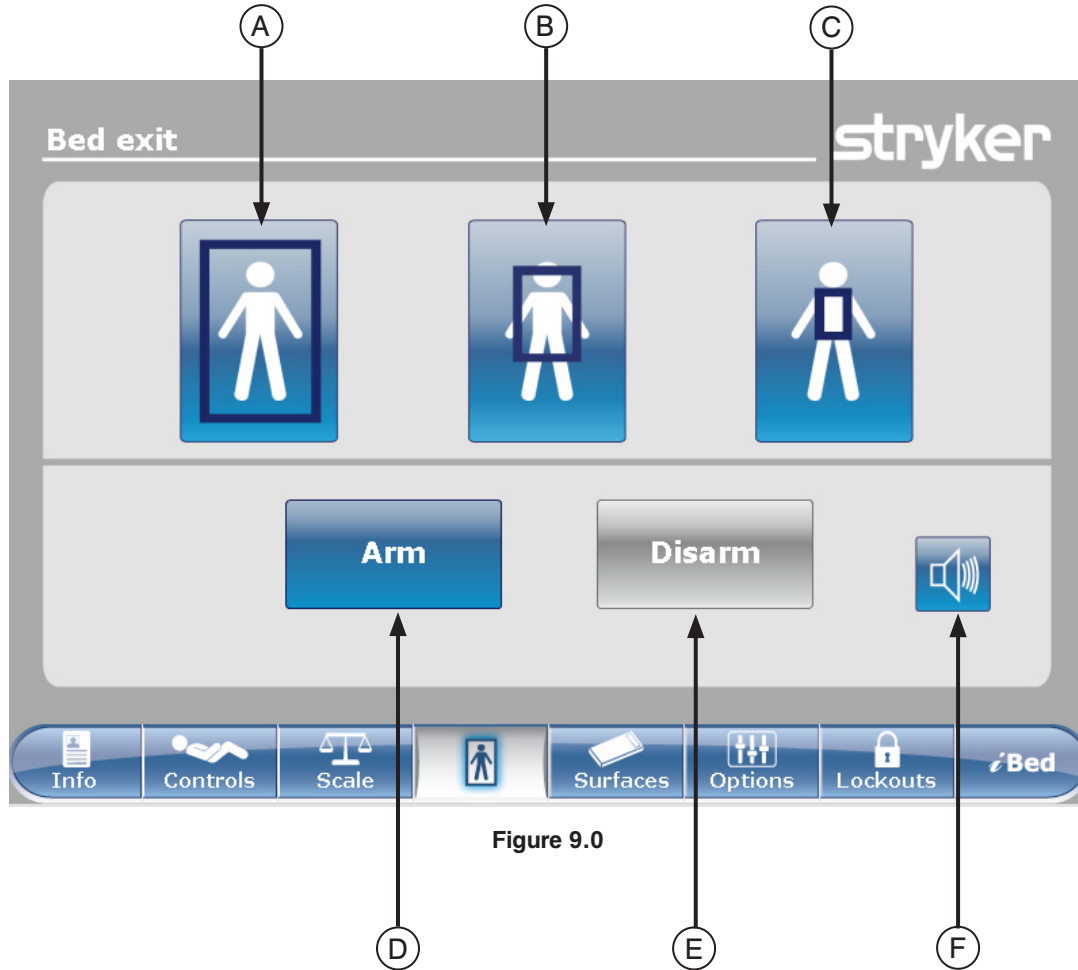 A B C
Bed exit
stryker
Arm
Disarm
Info
Controls
Scale
Surfaces
Options
Lockouts
iBed
Figure 9.0
D E F